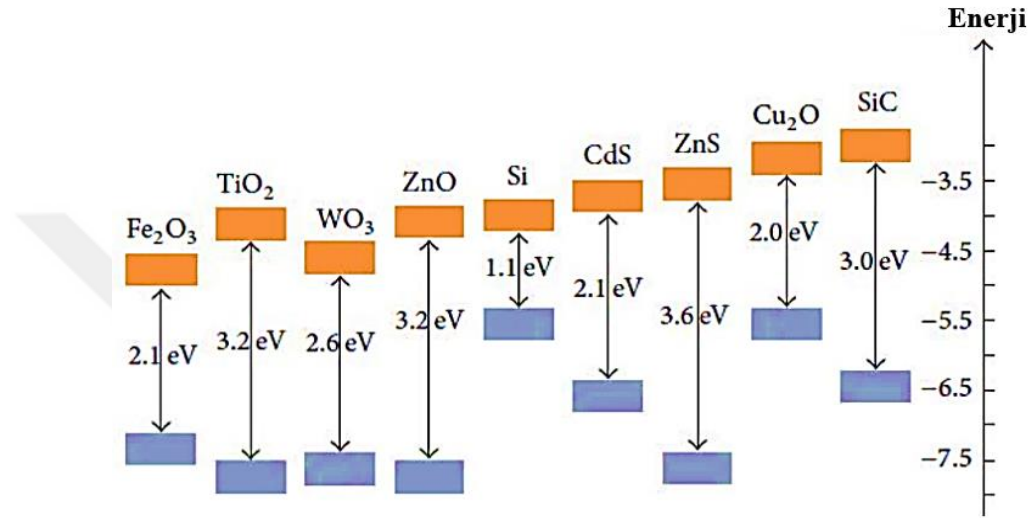 Enerji
SiC
Cu₂O
ZnS
CdS
Si
ZnO
TiO₂
WO₃
Fe₂O₃
2.1 eV
3.2 eV
2.6 eV
3.2 eV
1.1 eV
2.1 eV
3.6 eV
2.0 eV
3.0 eV
−3.5
−4.5
−5.5
−6.5
−7.5